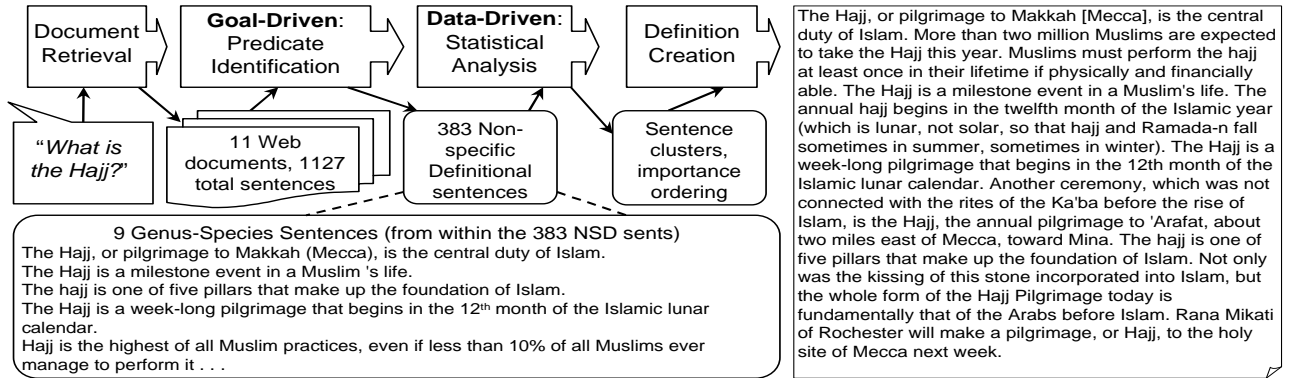 Document
Retrieval
Goal-Driven:
Predicate
Identification
Data-Driven:
Statistical
Analysis
Definition
Creation
“What is
the Hajj?”
11 Web
documents, 1127
total sentences
383 Non-
specific
Definitional
sentences
Sentence
clusters,
importance
ordering
9 Genus-Species Sentences (from within the 383 NSD sents)
The Hajj, or pilgrimage to Makkah (Mecca), is the central duty of Islam.
The Hajj is a milestone event in a Muslim 's life.
The hajj is one of five pillars that make up the foundation of Islam.
The Hajj is a week-long pilgrimage that begins in the 12th month of the Islamic lunar
calendar.
Hajj is the highest of all Muslim practices, even if less than 10% of all Muslims ever
manage to perform it . . .
The Hajj, or pilgrimage to Makkah [Mecca], is the central
duty of Islam. More than two million Muslims are expected
to take the Hajj this year. Muslims must perform the hajj
at least once in their lifetime if physically and financially
able. The Hajj is a milestone event in a Muslim's life. The
annual hajj begins in the twelfth month of the Islamic year
(which is lunar, not solar, so that hajj and Ramada-n fall
sometimes in summer, sometimes in winter). The Hajj is a
week-long pilgrimage that begins in the 12th month of the
Islamic lunar calendar. Another ceremony, which was not
connected with the rites of the Ka'ba before the rise of
Islam, is the Hajj, the annual pilgrimage to 'Arafat, about
two miles east of Mecca, toward Mina. The hajj is one of
five pillars that make up the foundation of Islam. Not only
was the kissing of this stone incorporated into Islam, but
the whole form of the Hajj Pilgrimage today is
fundamentally that of the Arabs before Islam. Rana Mikati
of Rochester will make a pilgrimage, or Hajj, to the holy
site of Mecca next week.